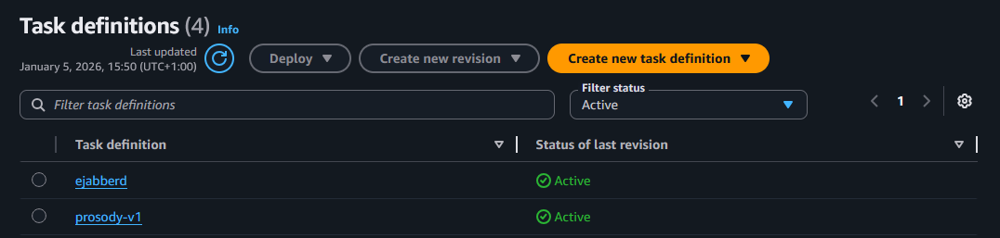 Task definitions (4) Info
Last updated
January 5, 2026, 15:50 (UTC+1:00)
Deploy
Create new revision
Create new task definition
Filter task definitions
Filter status
Active
1
Task definition
Status of last revision
ejabberd
Active
prosody-v1
Active